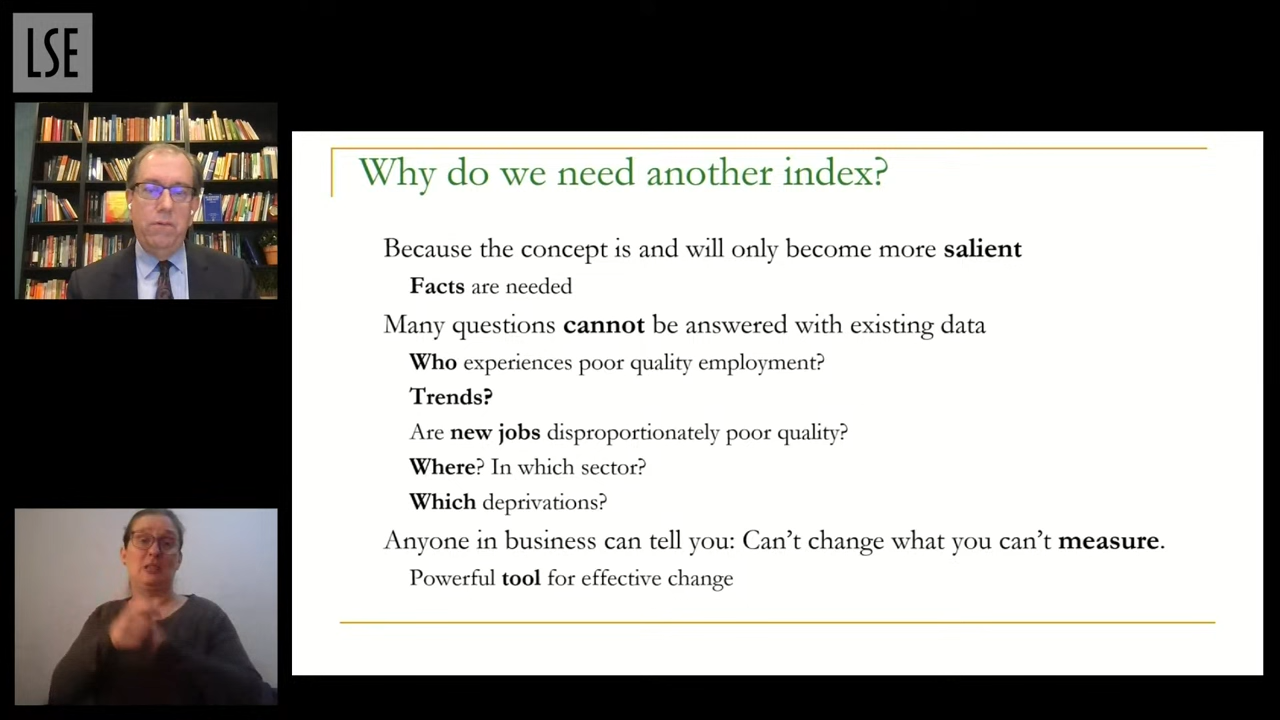 LSE
Why do we need another index?
Because the concept is and will only become more salient
Facts are needed
Many questions cannot be answered with existing data
Who experiences poor quality employment?
Trends?
Are new jobs disproportionately poor quality?
Where? In which sector?
Which deprivations?
Anyone in business can tell you: Can't change what you can't measure.
Powerful tool for effective change